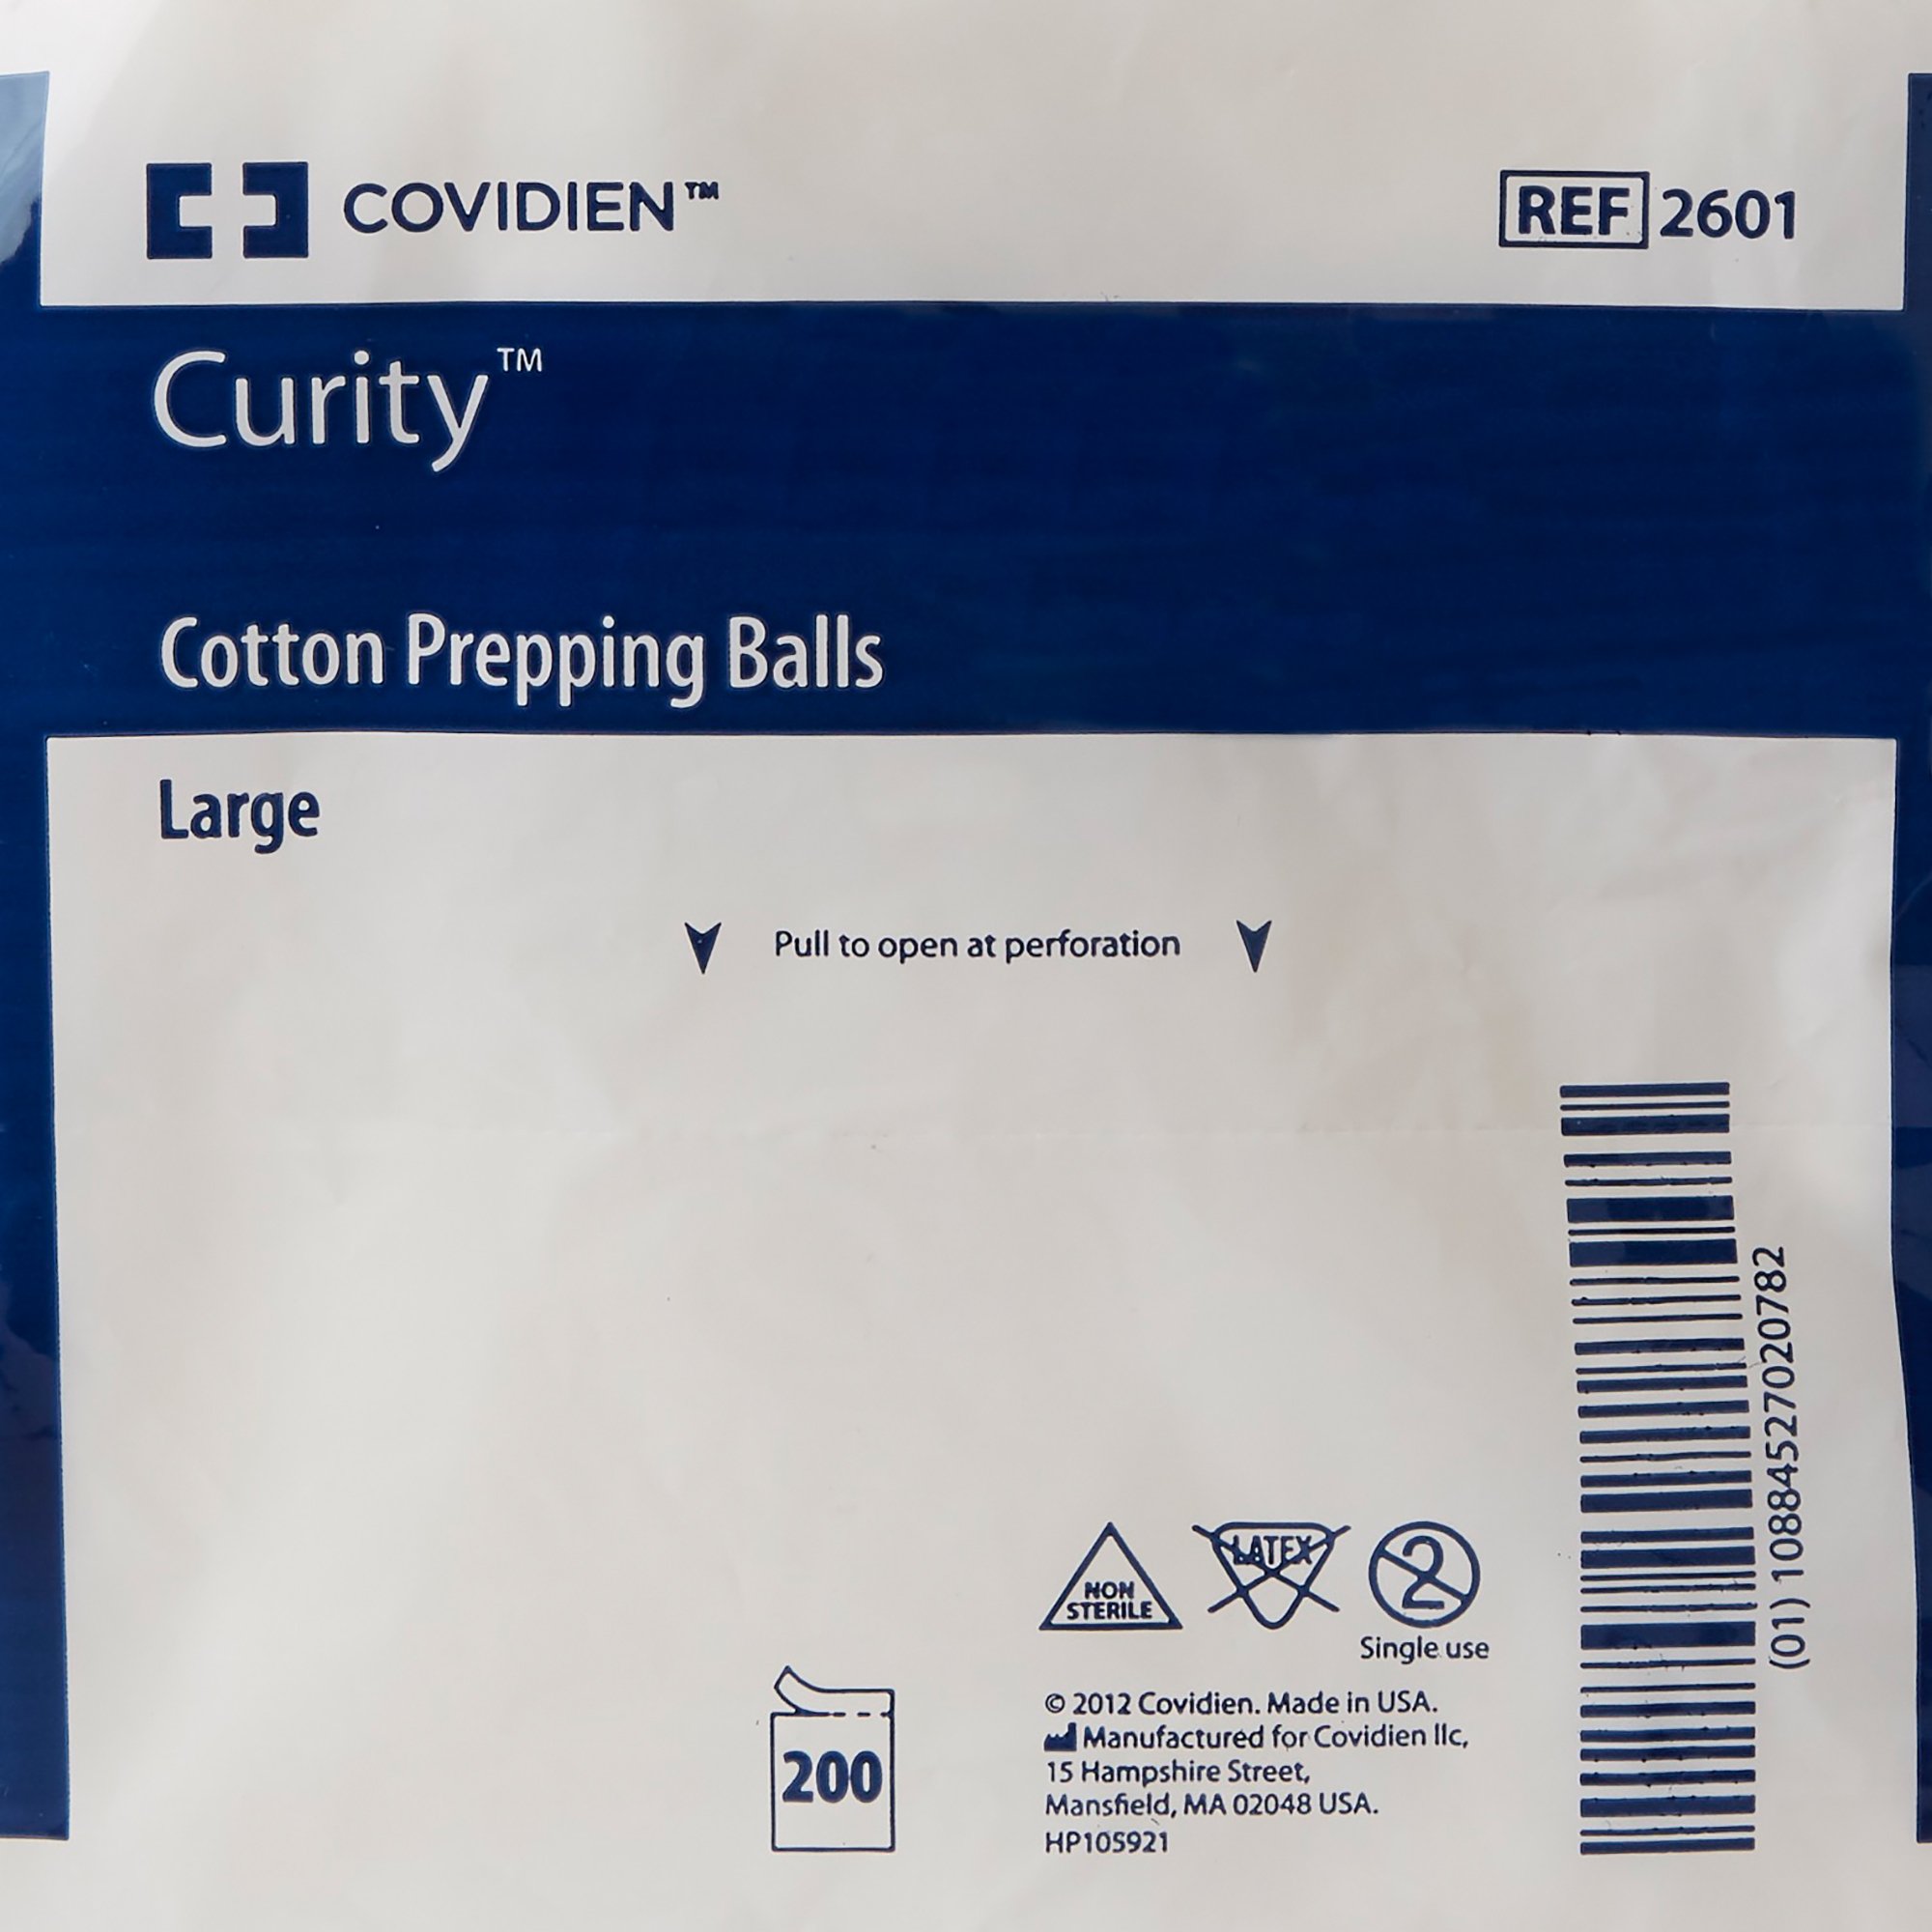 COVIDIEN™
REF 2601
Curity™
Cotton Prepping Balls
Large
Pull to open at perforation
(01) 10884527020782
NON
STERILE
LATEX
2
Single use
200
© 2012 Covidien. Made in USA.
Manufactured for Covidien llc,
15 Hampshire Street,
Mansfield, MA 02048 USA.
HP105921